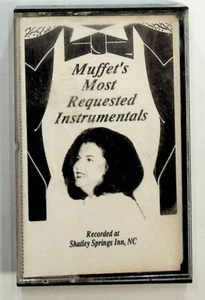 Muffet's
Most
Requested
Instrumentals
Recorded at
Shatley Springs Inn, NC